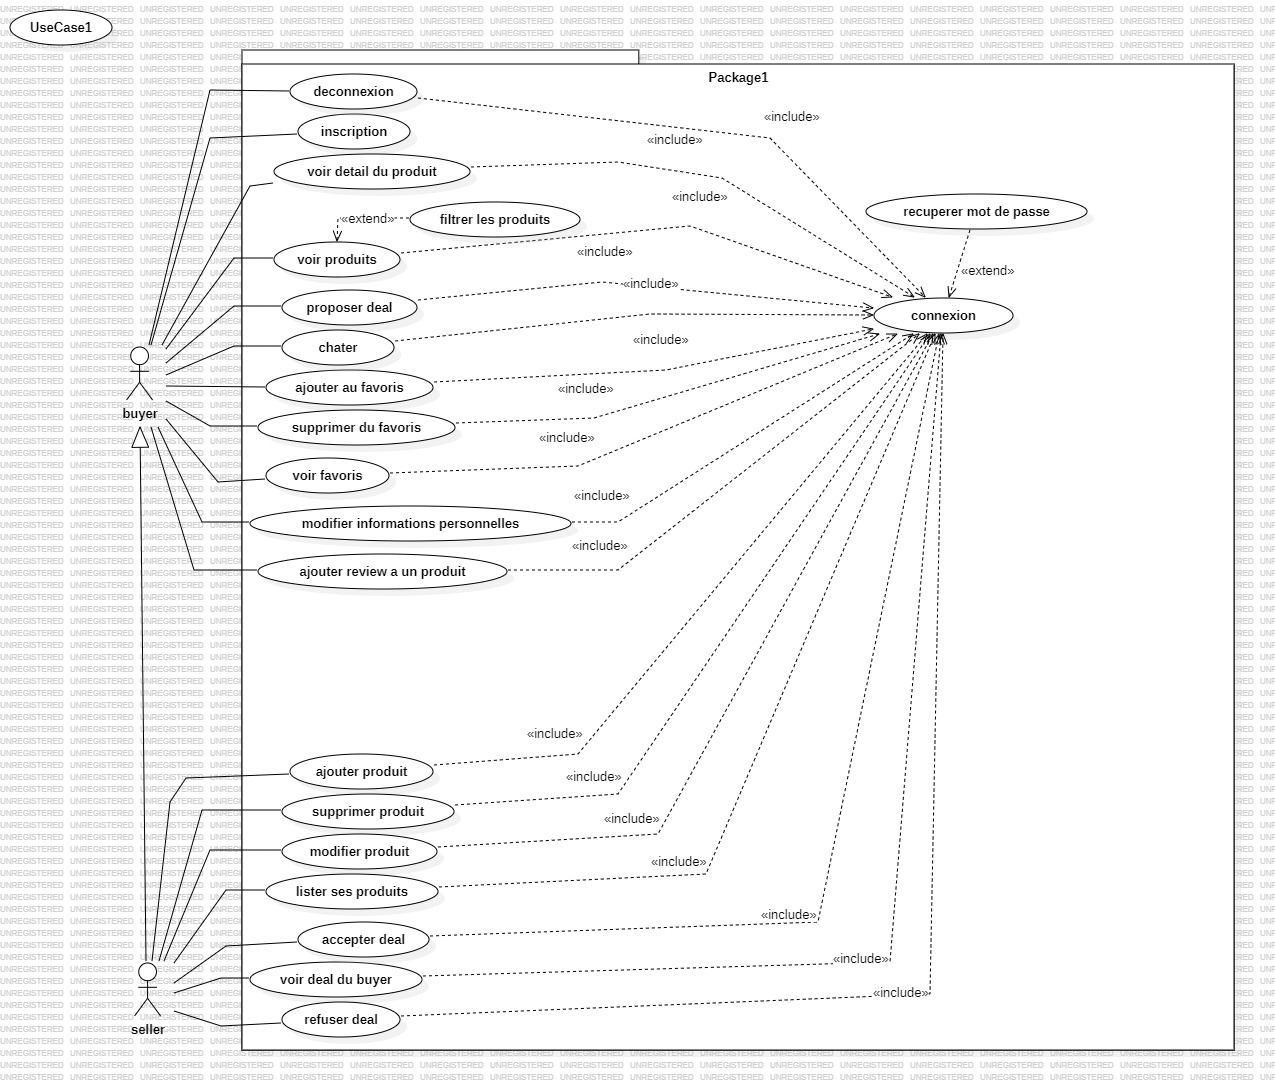 UseCase1
Package1
deconnexion
«include»
inscription
«include»
voir detail du produit
«include»
recuperer mot de passe
«extend»
filtrer les produits
voir produits
«include»
«extend»
proposer deal
«include»
connexion
chater
«include»
ajouter au favoris
«include»
buyer
supprimer du favoris
«include»
voir favoris
«include»
modifier informations personnelles
«include»
ajouter review a un produit
«include»
ajouter produit
«include»
supprimer produit
«include»
modifier produit
«include»
lister ses produits
«include»
accepter deal
«include»
voir deal du buyer
«include»
refuser deal
seller
UNREGISTERED